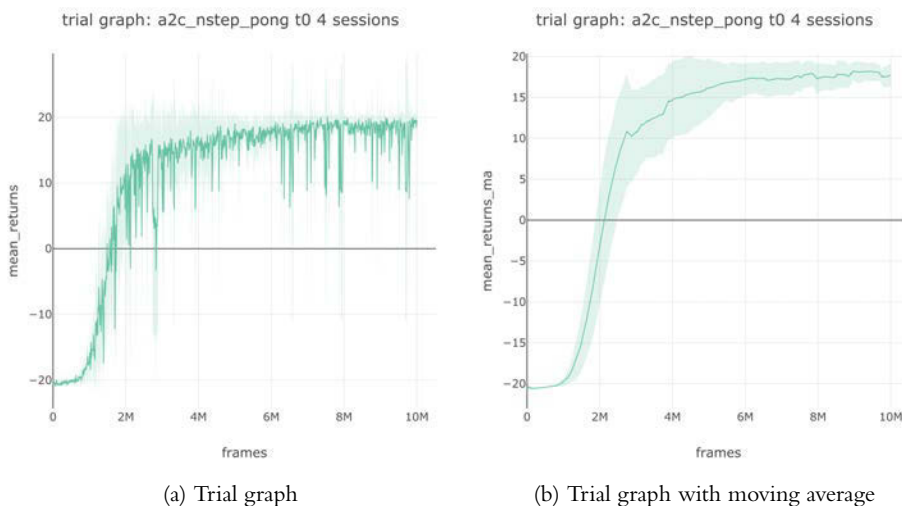 trial graph: a2c_nstep_pong t0 4 sessions
20
10
0
−10
−20
mean_returns
0
2M
4M
6M
8M
10M
frames
(a) Trial graph
trial graph: a2c_nstep_pong t0 4 sessions
20
15
10
5
0
−5
−10
−15
−20
mean_returns_ma
0
2M
4M
6M
8M
10M
frames
(b) Trial graph with moving average